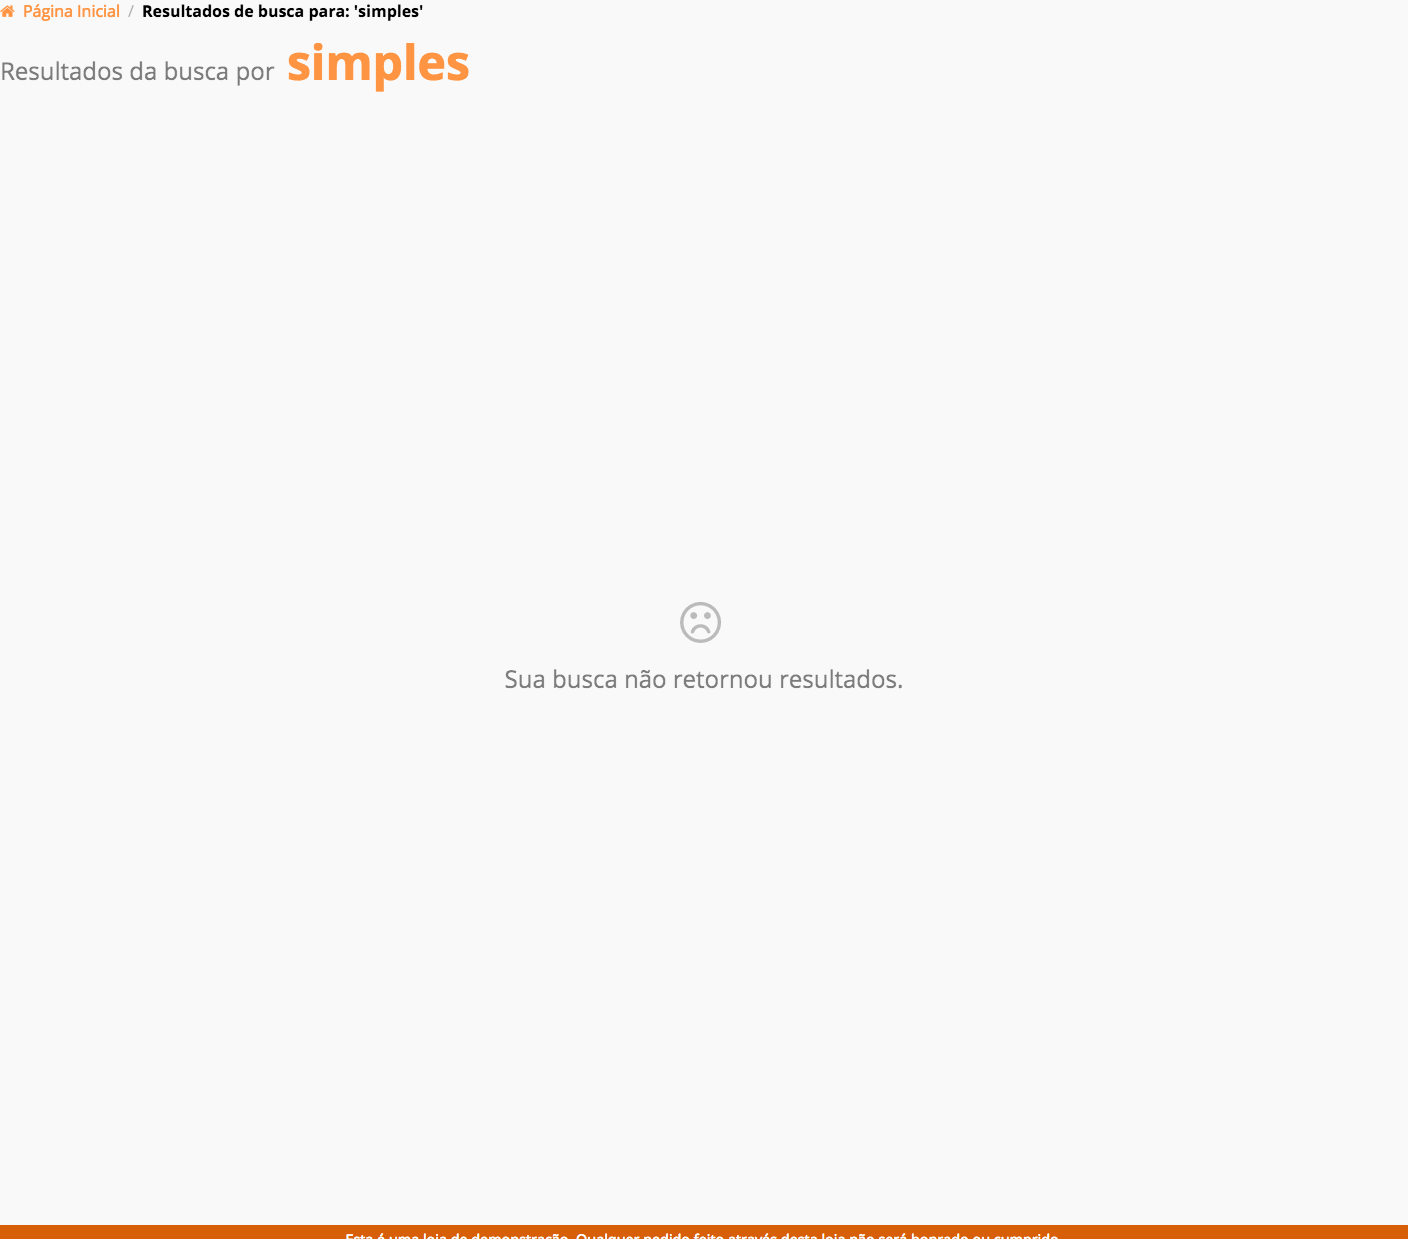 Página Inicial / Resultados de busca para: 'simples'
Resultados da busca por simples
Sua busca não retornou resultados.
Esta é uma loja de demonstração. Qualquer pedido feito através desta loja não será honrado ou cumprido.